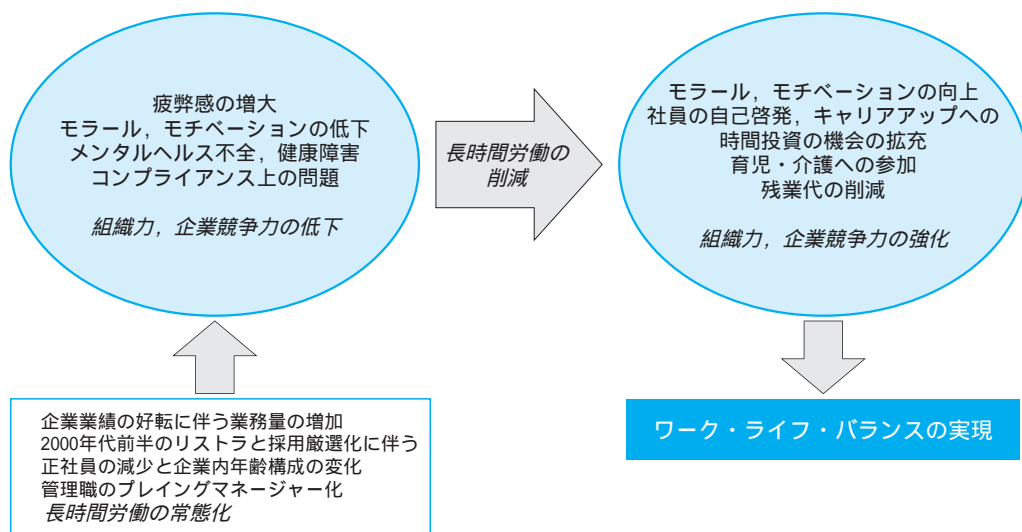 疲弊感の増大
モラール，モチベーションの低下
メンタルヘルス不全，健康障害
コンプライアンス上の問題
組織力，企業競争力の低下
長時間労働の
削減
モラール，モチベーションの向上
社員の自己啓発，キャリアアップへの
時間投資の機会の拡充
育児・介護への参加
残業代の削減
組織力，企業競争力の強化
企業業績の好転に伴う業務量の増加
2000年代前半のリストラと採用厳選化に伴う
正社員の減少と企業内年齢構成の変化
管理職のプレイングマネージャー化
長時間労働の常態化
ワーク・ライフ・バランスの実現